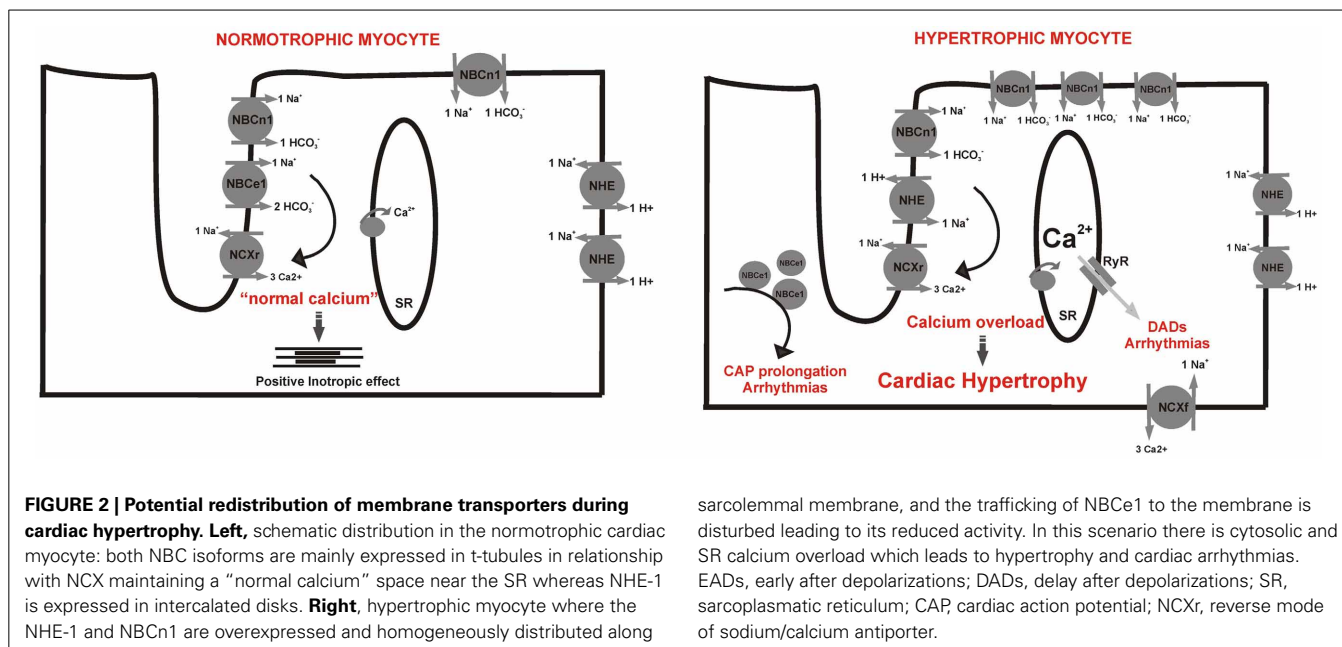 NORMOTROPHIC MYOCYTE
NBCn1
1 Na⁺ 1 HCO₃⁻
1 Na⁺
NBCn1
1 HCO₃⁻
1 Na⁺
NBCe1
2 HCO₃⁻
1 Na⁺
NCXr
3 Ca2+
Ca²⁺
SR
"normal calcium"
Positive Inotropic effect
1 Na⁺
NHE
1 H+
1 Na⁺
NHE
1 H+
HYPERTROPHIC MYOCYTE
NBCn1 NBCn1 NBCn1
1 Na⁺ 1 HCO₃⁻ 1 Na⁺ 1 HCO₃⁻ 1 Na⁺ 1 HCO₃⁻
1 Na⁺
NBCn1
1 HCO₃⁻
1 H+
NHE
1 Na⁺
1 Na⁺
NCXr
3 Ca2+
NBCe1
NBCe1
NBCe1
CAP prolongation
Arrhythmias
Ca²⁺
RyR
SR
Calcium overload
Cardiac Hypertrophy
DADs
Arrhythmias
1 Na⁺
NHE
1 H+
1 Na⁺
NHE
1 H+
1 Na⁺
NCXf
3 Ca2+
FIGURE 2 | Potential redistribution of membrane transporters during
cardiac hypertrophy. Left, schematic distribution in the normotrophic cardiac
myocyte: both NBC isoforms are mainly expressed in t-tubules in relationship
with NCX maintaining a "normal calcium" space near the SR whereas NHE-1
is expressed in intercalated disks. Right, hypertrophic myocyte where the
NHE-1 and NBCn1 are overexpressed and homogeneously distributed along
sarcolemmal membrane, and the trafficking of NBCe1 to the membrane is
disturbed leading to its reduced activity. In this scenario there is cytosolic and
SR calcium overload which leads to hypertrophy and cardiac arrhythmias.
EADs, early after depolarizations; DADs, delay after depolarizations; SR,
sarcoplasmatic reticulum; CAP, cardiac action potential; NCXr, reverse mode
of sodium/calcium antiporter.